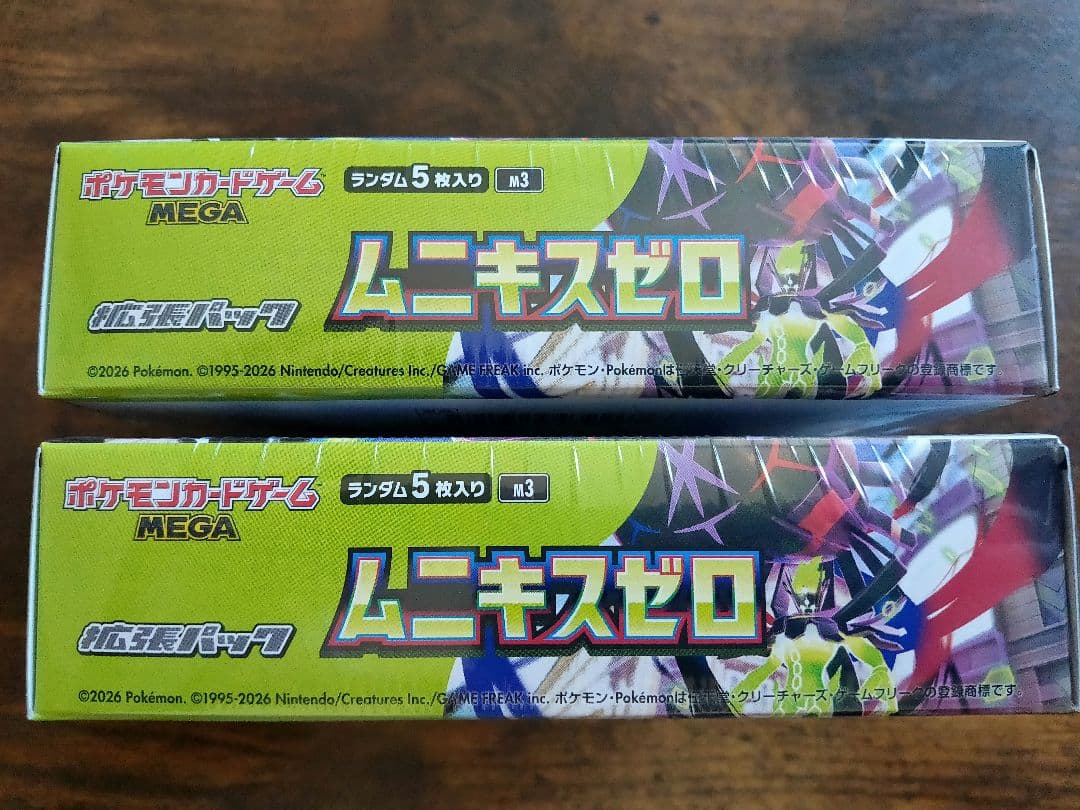 ポケモンカードゲーム™
MEGA
ランダム5枚入り M3
ムニキスゼロ
拡張パック
©2026 Pokémon. ©1995-2026 Nintendo/Creatures Inc./GAME FREAK inc. ポケモン・Pokémonは任天堂・クリーチャーズ・ゲームフリークの登録商標です。
ポケモンカードゲーム
MEGA
ランダム5枚入り M3
ムニキスゼロ
拡張パック
©2026 Pokémon. ©1995-2026 Nintendo/Creatures Inc./GAME FREAK inc. ポケモン・Pokémonは任天堂・クリーチャーズ・ゲームフリークの登録商標です。